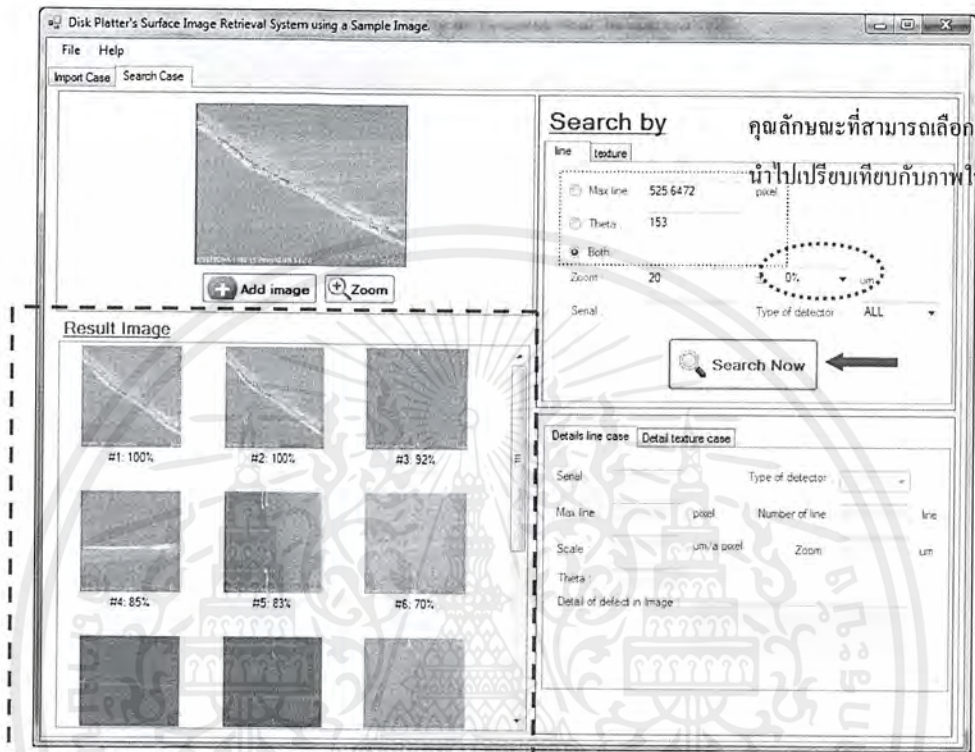 Disk Platter's Surface Image Retrieval System using a Sample Image.
File Help
Import Case Search Case
Add image Zoom
Search by
คุณลักษณะที่สามารถเลือก
นำไปเปรียบเทียบกับภาพใ
line texture
Max line 525.6472 pixel
Theta : 153
Both
Zoom 20 ± 0% um
Serial : Type of detector ALL
Search Now
Result Image
#1: 100% #2: 100% #3: 92%
#4: 85% #5: 83% #6: 70%
Details line case Detail texture case
Serial Type of detector :
Max line pixel Number of line line
Scale um/a pixel Zoom um
Theta :
Detail of defect in Image